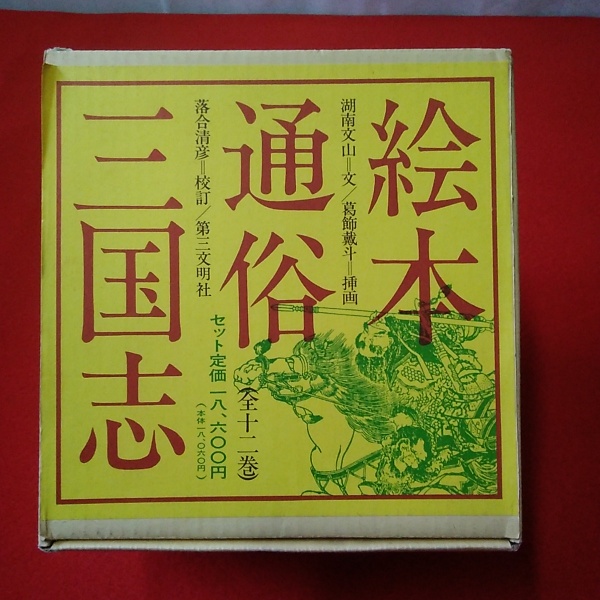 絵本
通俗
三国志
湖南文山＝文／葛飾戴斗＝挿画
落合清彦＝校訂／第三文明社
（全十二巻）
セット定価一八、六〇〇円
（本体一八、〇六〇円）